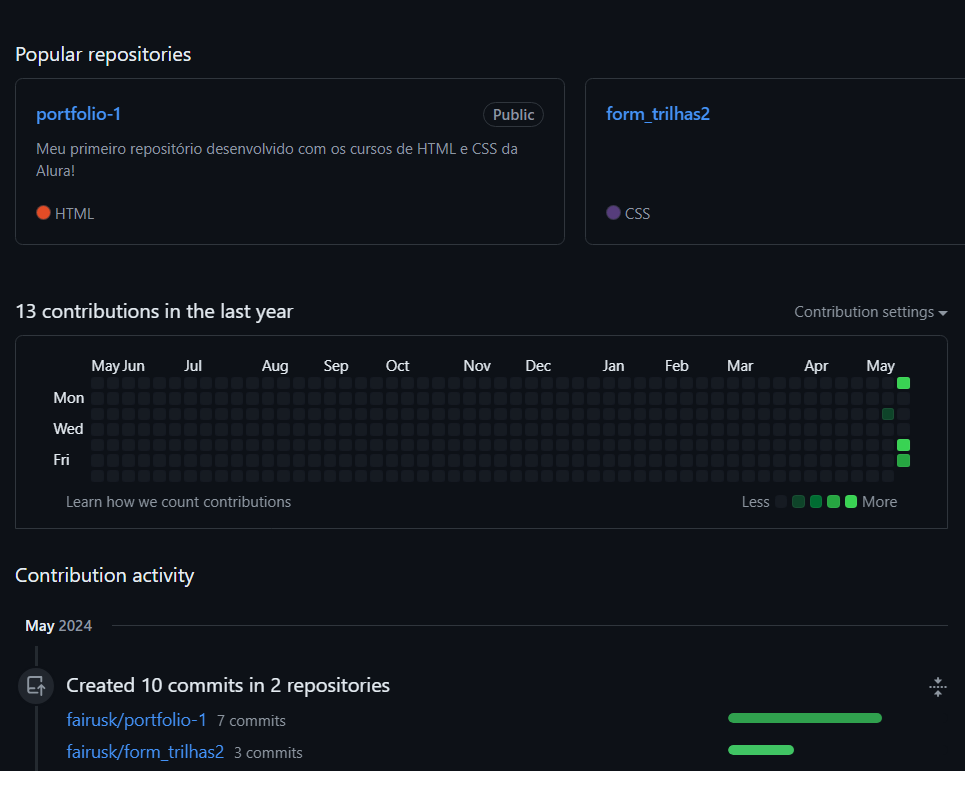 Popular repositories
portfolio-1
Public
Meu primeiro repositório desenvolvido com os cursos de HTML e CSS da
Alura!
HTML
form_trilhas2
CSS
13 contributions in the last year
Contribution settings
May Jun Jul Aug Sep Oct Nov Dec Jan Feb Mar Apr May
Mon
Wed
Fri
Learn how we count contributions
Less More
Contribution activity
May 2024
Created 10 commits in 2 repositories
fairusk/portfolio-1 7 commits
fairusk/form_trilhas2 3 commits